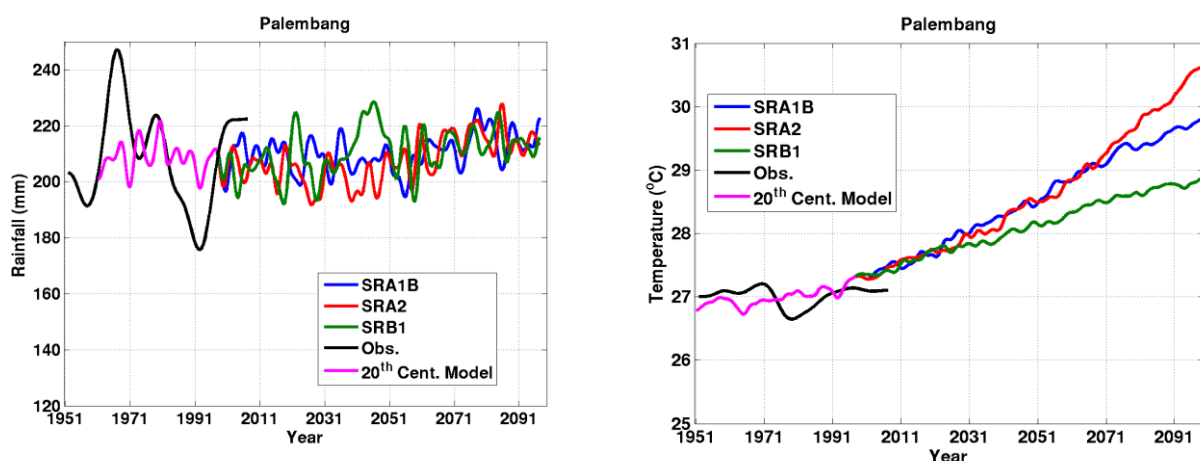 Palembang
240
220
200
180
160
140
120
Rainfall (mm)
SRA1B
SRA2
SRB1
Obs.
20th Cent. Model
1951 1971 1991 2011 2031 2051 2071 2091
Year
Palembang
31
30
29
28
27
26
25
Temperature (°C)
SRA1B
SRA2
SRB1
Obs.
20th Cent. Model
1951 1971 1991 2011 2031 2051 2071 2091
Year